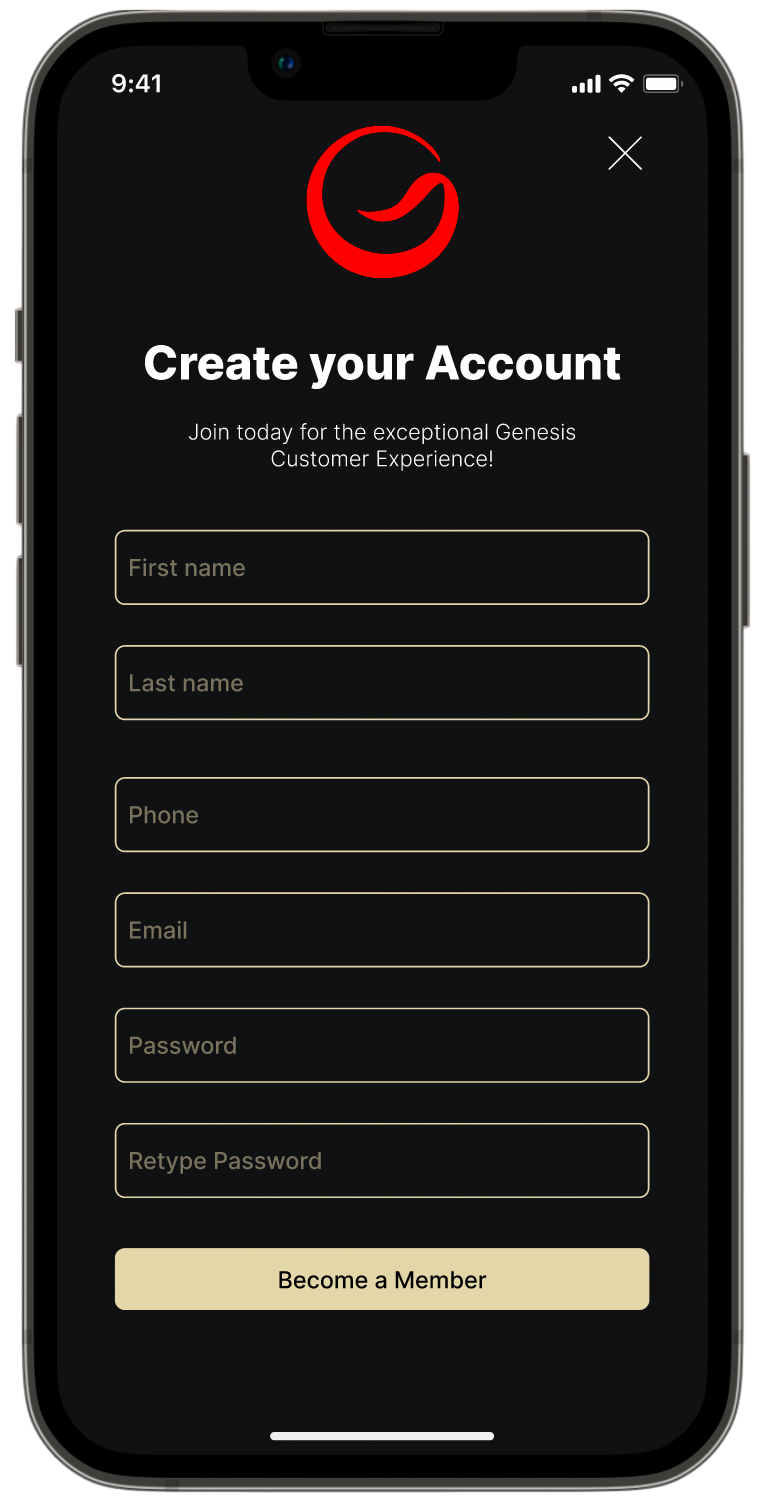 9:41
Create your Account
Join today for the exceptional Genesis
Customer Experience!
First name
Last name
Phone
Email
Password
Retype Password
Become a Member